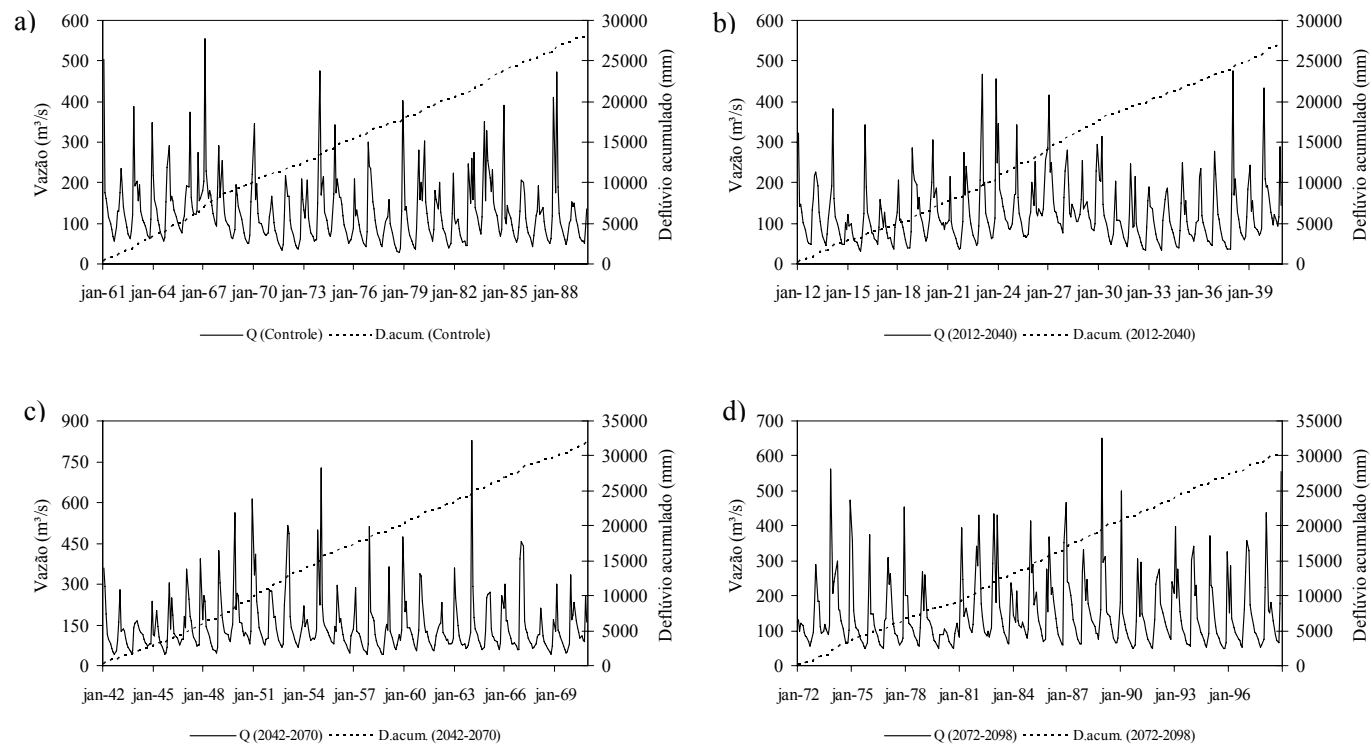 a)
600
500
400
300
200
100
0
Vazão (m³/s)
30000
25000
20000
15000
10000
5000
0
Deflúvio acumulado (mm)
jan-61 jan-64 jan-67 jan-70 jan-73 jan-76 jan-79 jan-82 jan-85 jan-88
Q (Controle) D.acum. (Controle)
b)
600
500
400
300
200
100
0
Vazão (m³/s)
30000
25000
20000
15000
10000
5000
0
Deflúvio acumulado (mm)
jan-12 jan-15 jan-18 jan-21 jan-24 jan-27 jan-30 jan-33 jan-36 jan-39
Q (2012-2040) D.acum. (2012-2040)
c)
900
750
600
450
300
150
0
Vazão (m³/s)
35000
30000
25000
20000
15000
10000
5000
0
Deflúvio acumulado (mm)
jan-42 jan-45 jan-48 jan-51 jan-54 jan-57 jan-60 jan-63 jan-66 jan-69
Q (2042-2070) D.acum. (2042-2070)
d)
700
600
500
400
300
200
100
0
Vazão (m³/s)
35000
30000
25000
20000
15000
10000
5000
0
Deflúvio acumulado (mm)
jan-72 jan-75 jan-78 jan-81 jan-84 jan-87 jan-90 jan-93 jan-96
Q (2072-2098) D.acum. (2072-2098)